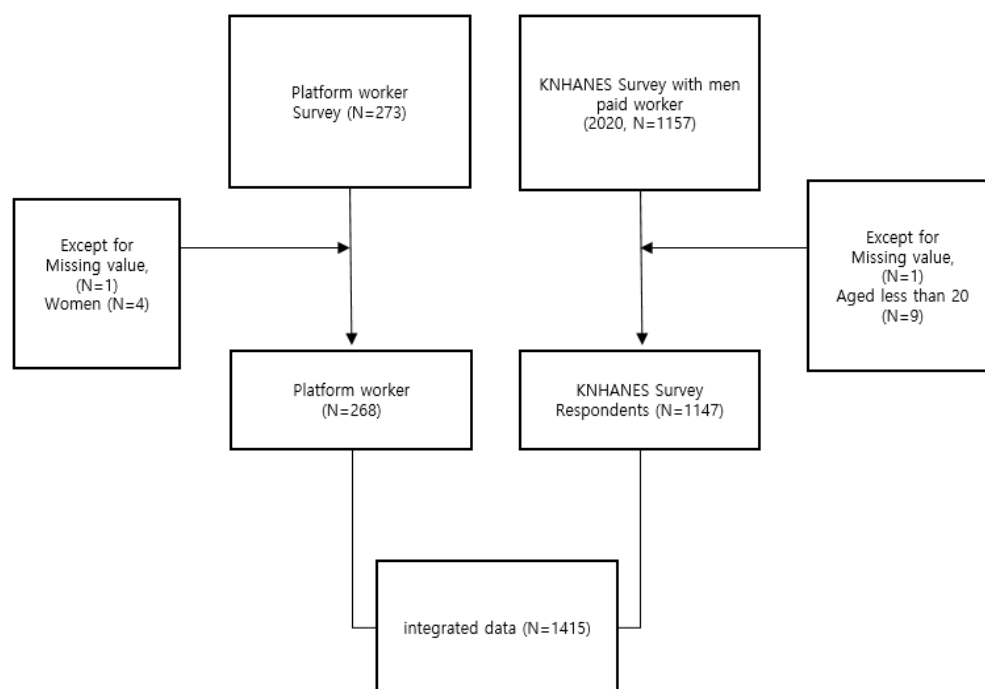 Platform worker
Survey (N=273)
KNHANES Survey with men
paid worker
(2020, N=1157)
Except for
Missing value,
(N=1)
Women (N=4)
Except for
Missing value,
(N=1)
Aged less than 20
(N=9)
Platform worker
(N=268)
KNHANES Survey
Respondents (N=1147)
integrated data (N=1415)